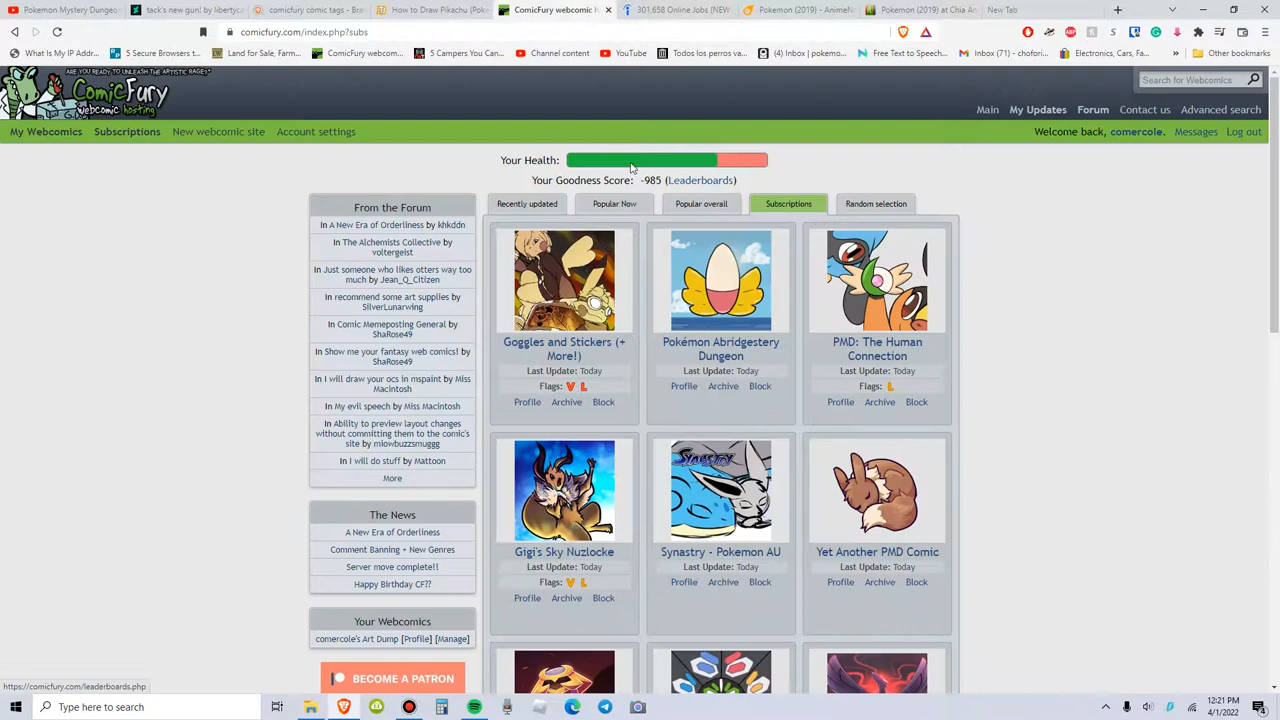 Pokemon Mystery Dungeo
tack's new gun! by libertyca
comicfury comic tags - Bra
How to Draw Pikachu (Poke
ComicFury webcomic h
301,658 Online Jobs (NEW
Pokemon (2019) - AnimeN
Pokemon (2019) at Chia An
New Tab
comicfury.com/index.php?subs
What Is My IP Addr...
5 Secure Browsers t...
Land for Sale, Farm...
ComicFury webcom...
5 Campers You Can...
Channel content
YouTube
Todos los perros va...
(4) Inbox | pokemo...
Free Text to Speech...
Inbox (71) - chofori...
Electronics, Cars, Fa...
Other bookmarks
ARE YOU READY TO UNLEASH THE ARTISTIC RAGE?
ComicFury
webcomic hosting
Search for Webcomics
Main My Updates Forum Contact us Advanced search
My Webcomics Subscriptions New webcomic site Account settings
Welcome back, comercole. Messages Log out
Your Health:
Your Goodness Score: -985 (Leaderboards)
From the Forum
In A New Era of Orderliness by khkddn
In The Alchemists Collective by
voltergeist
In Just someone who likes otters way too
much by Jean_Q_Citizen
In recommend some art supplies by
SilverLunarwing
In Comic Memeposting General by
ShaRose49
In Show me your fantasy web comics! by
ShaRose49
In I will draw your ocs in mspaint by Miss
Macintosh
In My evil speech by Miss Macintosh
In Ability to preview layout changes
without committing them to the comic's
site by miowbuzzsmuggg
In I will do stuff by Mattoon
More
The News
A New Era of Orderliness
Comment Banning + New Genres
Server move complete!!
Happy Birthday CF??
Your Webcomics
comercole's Art Dump [Profile] [Manage]
BECOME A PATRON
Recently updated
Popular Now
Popular overall
Subscriptions
Random selection
Goggles and Stickers (+
More!)
Last Update: Today
Flags: V L
Profile Archive Block
Pokémon Abridgestery
Dungeon
Last Update: Today
Profile Archive Block
PMD: The Human
Connection
Last Update: Today
Flags: L
Profile Archive Block
Gigi's Sky Nuzlocke
Last Update: Today
Flags: V L
Profile Archive Block
SYNASTRY
Synastry - Pokemon AU
Last Update: Today
Profile Archive Block
Yet Another PMD Comic
Last Update: Today
Profile Archive Block
https://comicfury.com/leaderboards.php
Type here to search
12:21 PM
4/1/2022
4